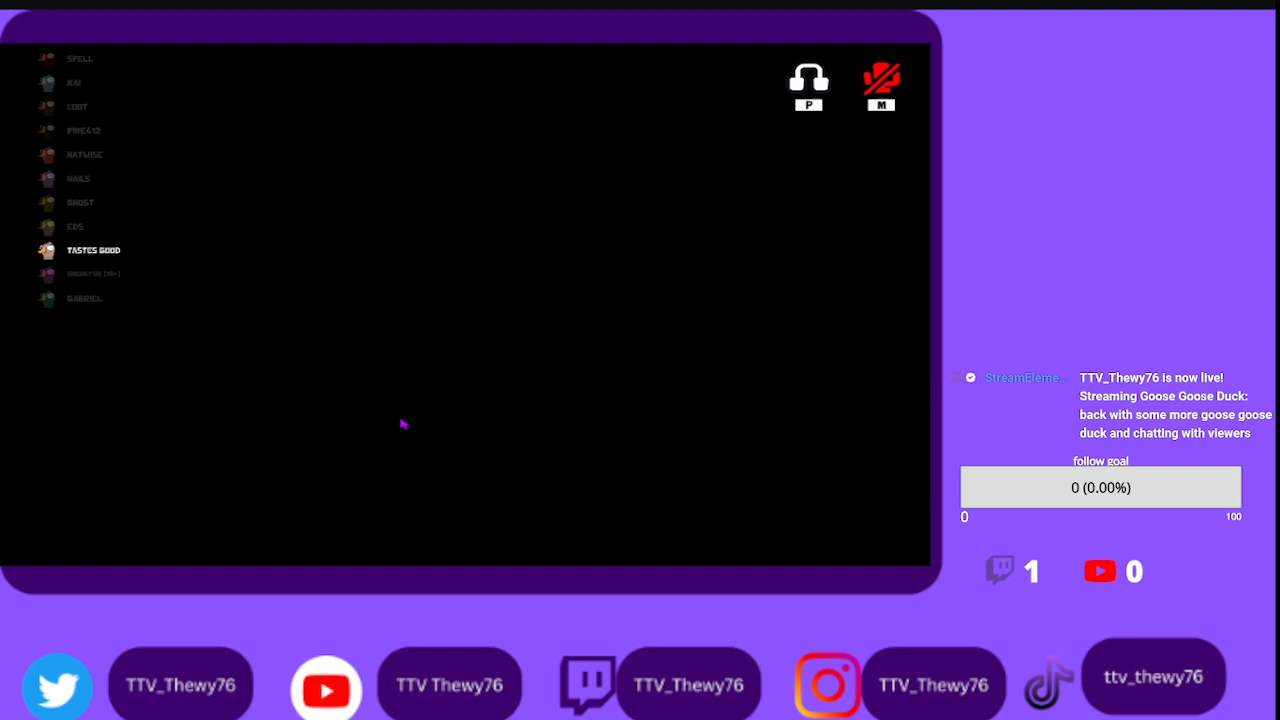 SPELL
KAI
COOT
FIRE412
NATWISE
HAILS
GHOST
EDS
TASTES GOOD
GABRIEL
P
M
StreamEleme...
TTV_Thewy76 is now live!
Streaming Goose Goose Duck:
back with some more goose goose
duck and chatting with viewers
follow goal
0 (0.00%)
0
100
1
0
TTV_Thewy76
TTV Thewy76
TTV_Thewy76
TTV_Thewy76
ttv_thewy76